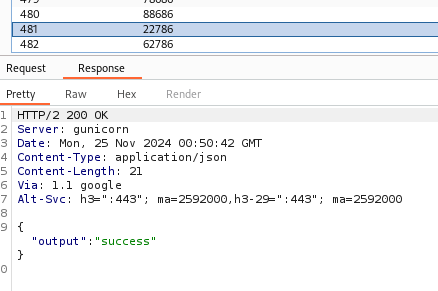 479 78686
480 88686
481 22786
482 62786
Request Response
Pretty Raw Hex Render
1 HTTP/2 200 OK
2 Server: gunicorn
3 Date: Mon, 25 Nov 2024 00:50:42 GMT
4 Content-Type: application/json
5 Content-Length: 21
6 Via: 1.1 google
7 Alt-Svc: h3=":443"; ma=2592000,h3-29=":443"; ma=2592000
8
9 {
"output":"success"
}
0